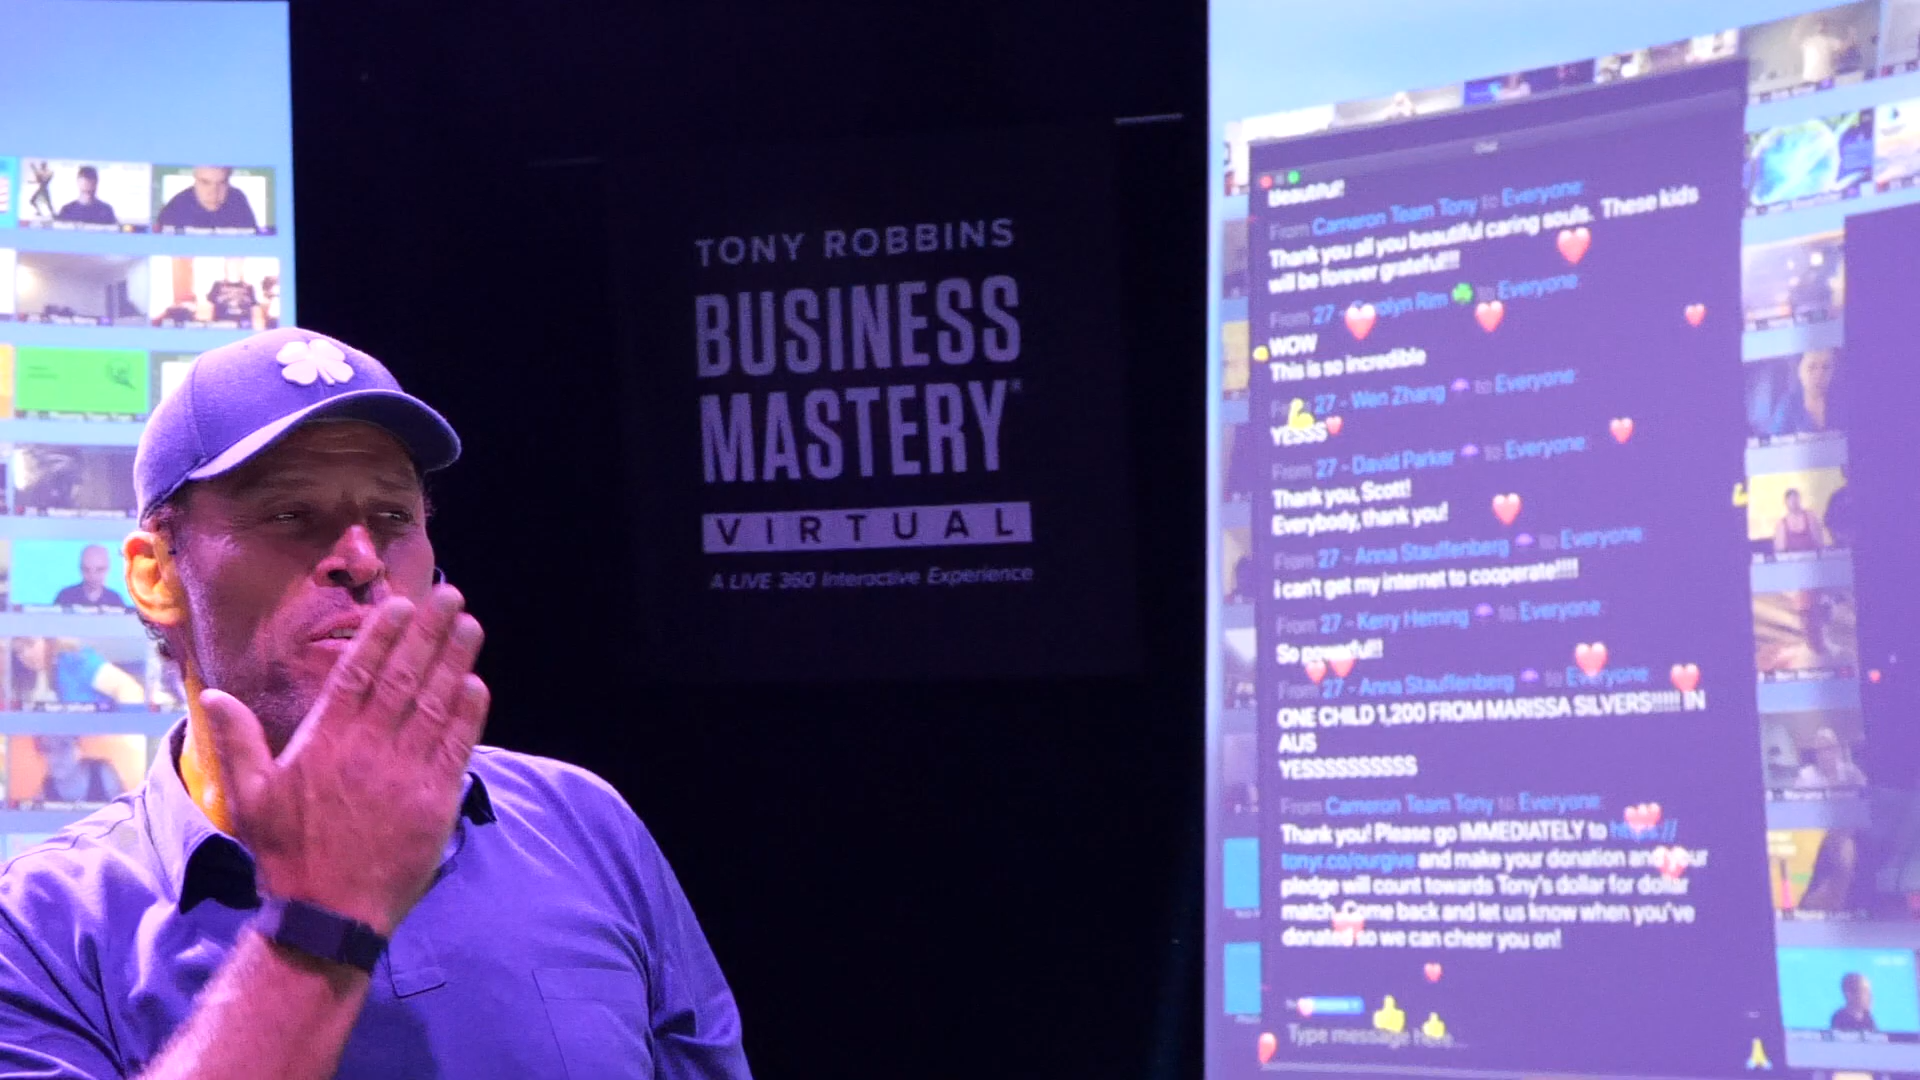 TONY ROBBINS
BUSINESS
MASTERY®
VIRTUAL
A LIVE 360 Interactive Experience
Chat
Beautiful!
From Cameron Team Tony to Everyone:
Thank you all you beautiful caring souls. These kids
will be forever grateful!!!
From 27 - Carolyn Rim to Everyone:
WOW
This is so incredible
From 27 - Wen Zhang to Everyone:
YESSS
From 27 - David Parker to Everyone:
Thank you, Scott!
Everybody, thank you!
From 27 - Anna Stauffenberg to Everyone:
i can't get my internet to cooperate!!!!
From 27 - Kerry Heming to Everyone:
So powerful!!
From 27 - Anna Stauffenberg to Everyone:
ONE CHILD 1,200 FROM MARISSA SILVERS!!!!! IN
AUS
YESSSSSSSSSS
From Cameron Team Tony to Everyone:
Thank you! Please go IMMEDIATELY to https://
tonyr.co/ourgive and make your donation and your
pledge will count towards Tony's dollar for dollar
match. Come back and let us know when you've
donated so we can cheer you on!
Type message here...